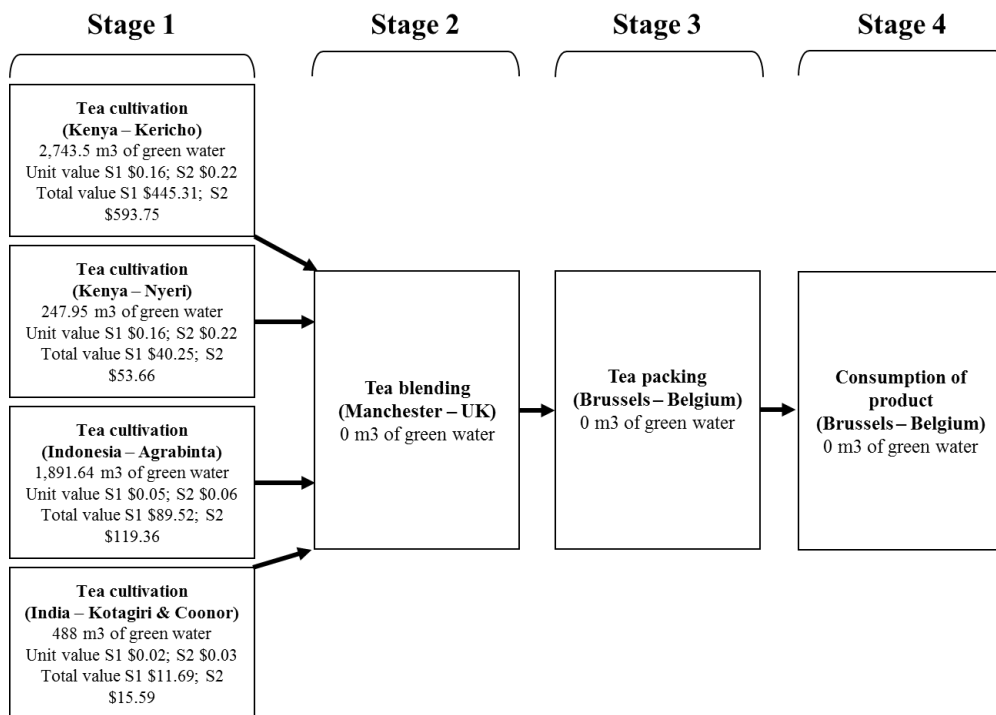 Stage 1
Stage 2
Stage 3
Stage 4
Tea cultivation
(Kenya – Kericho)
2,743.5 m3 of green water
Unit value S1 $0.16; S2 $0.22
Total value S1 $445.31; S2
$593.75
Tea cultivation
(Kenya – Nyeri)
247.95 m3 of green water
Unit value S1 $0.16; S2 $0.22
Total value S1 $40.25; S2
$53.66
Tea cultivation
(Indonesia – Agrabinta)
1,891.64 m3 of green water
Unit value S1 $0.05; S2 $0.06
Total value S1 $89.52; S2
$119.36
Tea cultivation
(India – Kotagiri & Coonor)
488 m3 of green water
Unit value S1 $0.02; S2 $0.03
Total value S1 $11.69; S2
$15.59
Tea blending
(Manchester – UK)
0 m3 of green water
Tea packing
(Brussels – Belgium)
0 m3 of green water
Consumption of
product
(Brussels – Belgium)
0 m3 of green water